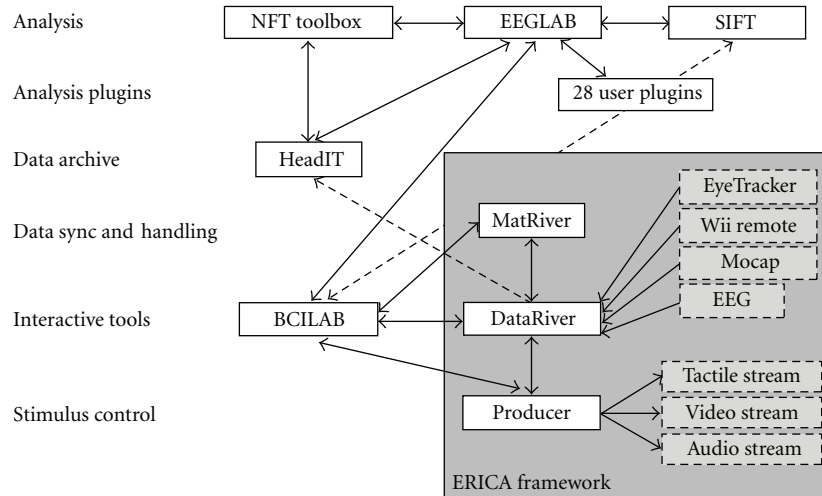 Analysis
NFT toolbox
EEGLAB
SIFT
Analysis plugins
28 user plugins
Data archive
HeadIT
EyeTracker
Data sync and handling
MatRiver
Wii remote
Mocap
EEG
Interactive tools
BCILAB
DataRiver
Tactile stream
Stimulus control
Producer
Video stream
Audio stream
ERICA framework